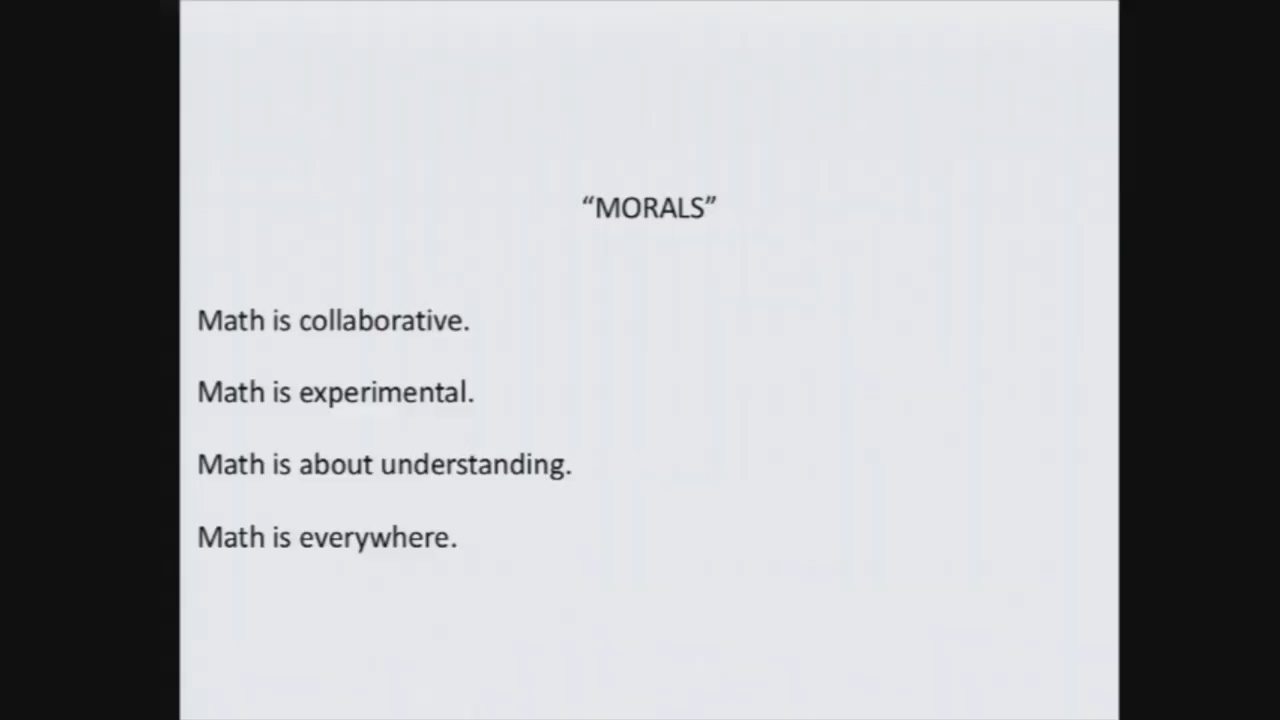 “MORALS”
Math is collaborative.
Math is experimental.
Math is about understanding.
Math is everywhere.